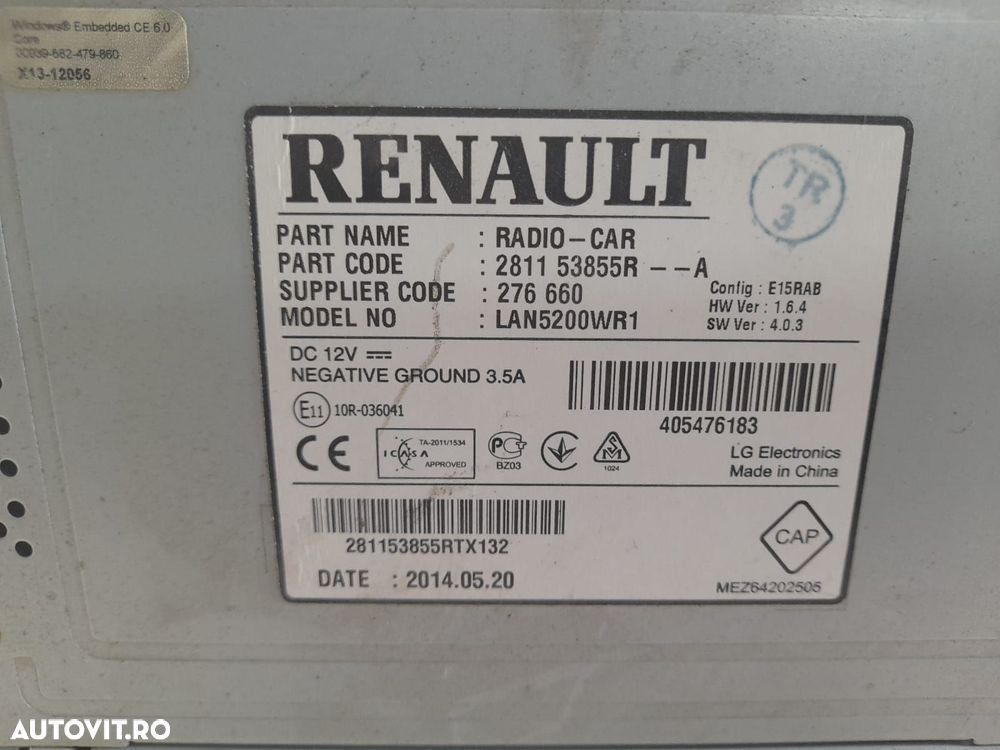 Windows® Embedded CE 6.0
Core
X13-12056
RENAULT
TR
3
PART NAME : RADIO-CAR
PART CODE : 2811 53855R --A
SUPPLIER CODE : 276 660
MODEL NO : LAN5200WR1
Config : E15RAB
HW Ver : 1.6.4
SW Ver : 4.0.3
DC 12V
NEGATIVE GROUND 3.5A
E11 10R-036041
405476183
CE
ICASA
TA-2011/1534
APPROVED
BZ03
1024
LG Electronics
Made in China
281153855RTX132
DATE : 2014.05.20
CAP
MEZ64202505
AUTOVIT.RO